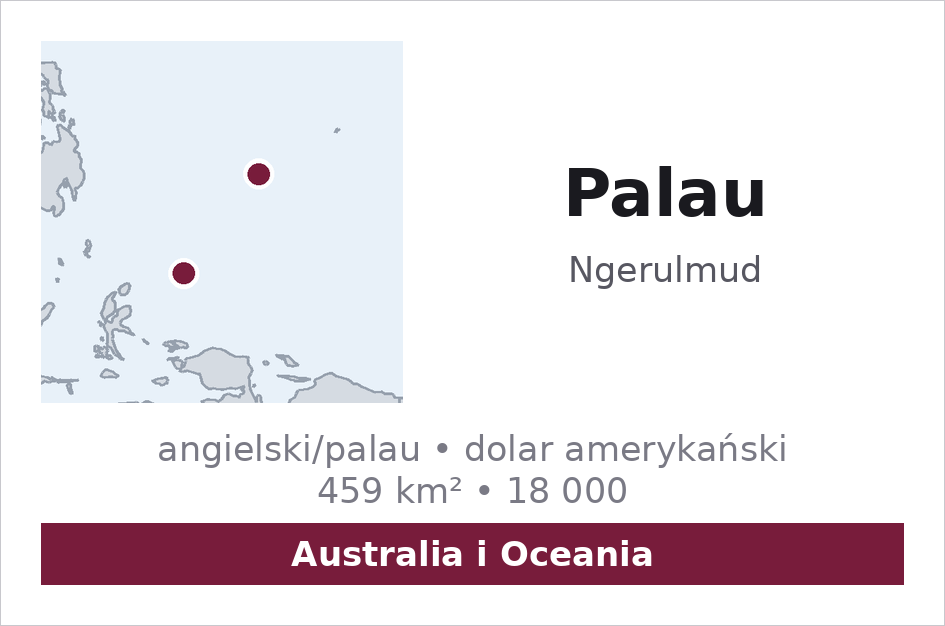 Palau
Ngerulmud
angielski/palau • dolar amerykański
459 km² • 18 000
Australia i Oceania